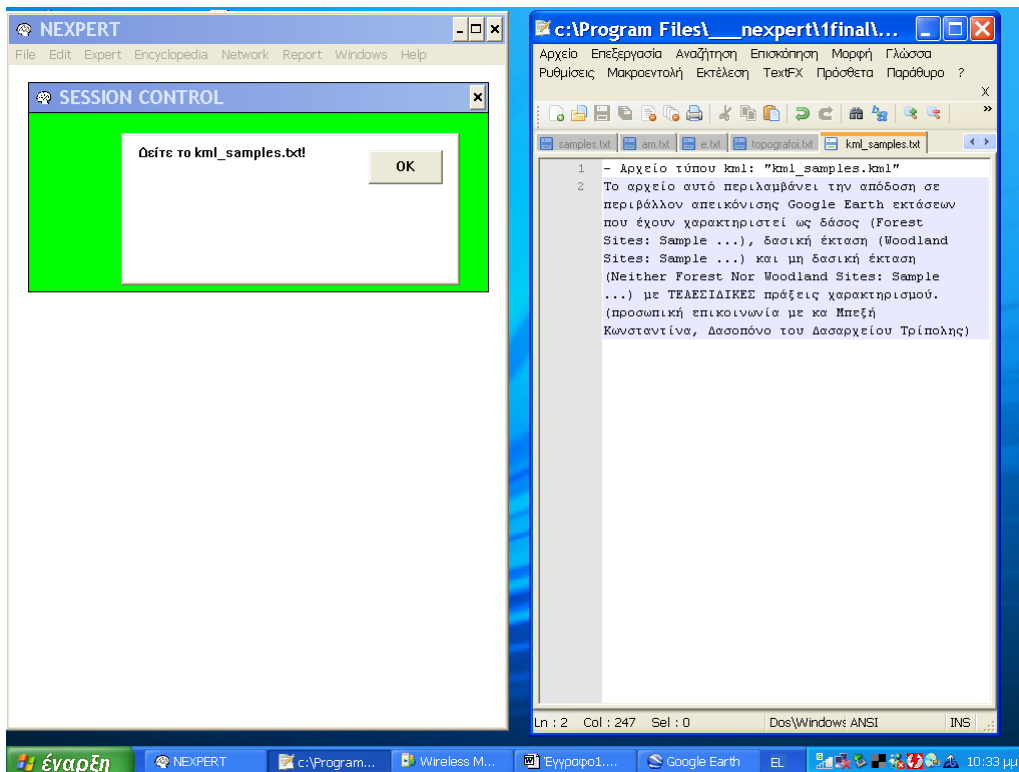 NEXPERT
File Edit Expert Encyclopedia Network Report Windows Help
SESSION CONTROL
Δείτε το kml_samples.txt!
OK
c:\Program Files\___nexpert\1final\...
Αρχείο Επεξεργασία Αναζήτηση Επισκόπηση Μορφή Γλώσσα
Ρυθμίσεις Μακροεντολή Εκτέλεση TextFX Πρόσθετα Παράθυρο ?
X
samples.txt am.txt e.txt topografoi.txt kml_samples.txt
1 - Αρχείο τύπου kml: "kml_samples.kml"
2 Το αρχείο αυτό περιλαμβάνει την απόδοση σε
περιβάλλον απεικόνισης Google Earth εκτάσεων
που έχουν χαρακτηριστεί ως δάσος (Forest
Sites: Sample ...), δασική έκταση (Woodland
Sites: Sample ...) και μη δασική έκταση
(Neither Forest Nor Woodland Sites: Sample
...) με ΤΕΛΕΣΙΔΙΚΕΣ πράξεις χαρακτηρισμού.
(προσωπική επικοινωνία με κα Μπεξή
Κωνσταντίνα, Δασοπόνο του Δασαρχείου Τρίπολης)
Ln : 2 Col : 247 Sel : 0 Dos\Windows ANSI INS
έναρξη NEXPERT c:\Program... Wireless M... Έγγραφο1.... Google Earth EL 10:33 μμ